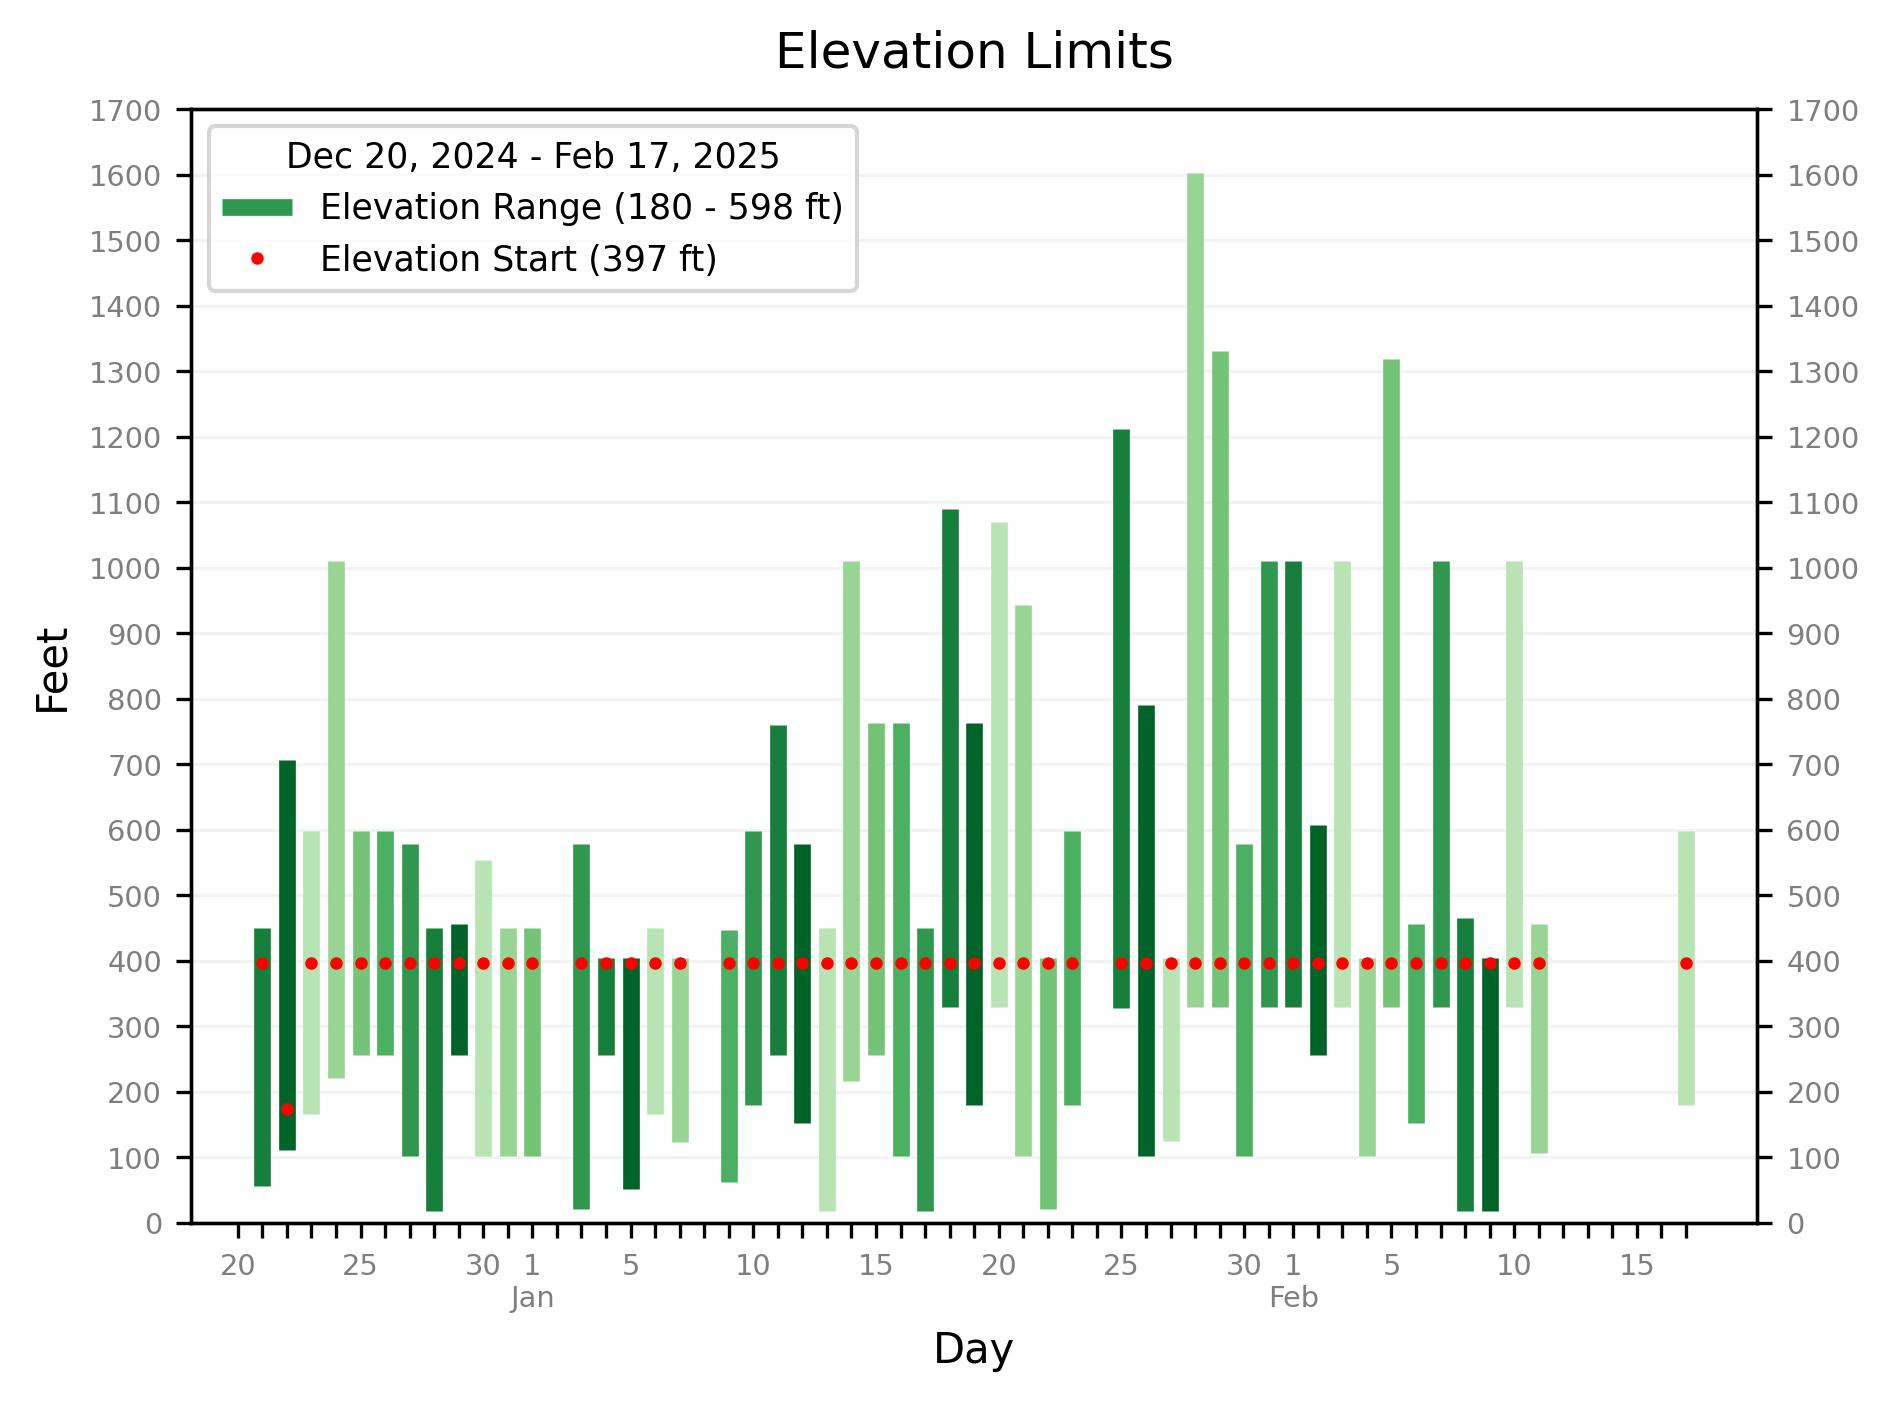 Elevation Limits
Dec 20, 2024 - Feb 17, 2025
Elevation Range (180 - 598 ft)
Elevation Start (397 ft)
1700 1700
1600 1600
1500 1500
1400 1400
1300 1300
1200 1200
1100 1100
1000 1000
900 900
800 800
700 700
600 600
500 500
400 400
300 300
200 200
100 100
0 0
Feet
20 25 30 1 5 10 15 20 25 30 1 5 10 15
Jan Feb
Day